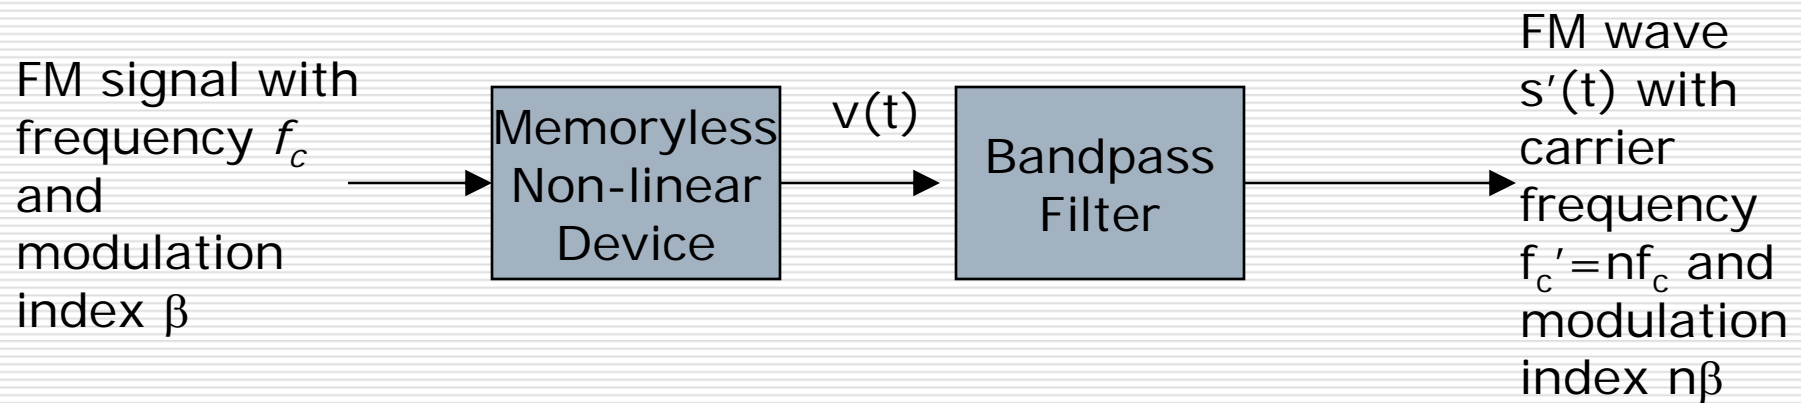 FM signal with
frequency f_c
and
modulation
index β
Memoryless
Non-linear
Device
v(t)
Bandpass
Filter
FM wave
s′(t) with
carrier
frequency
f_c′=nf_c and
modulation
index nβ